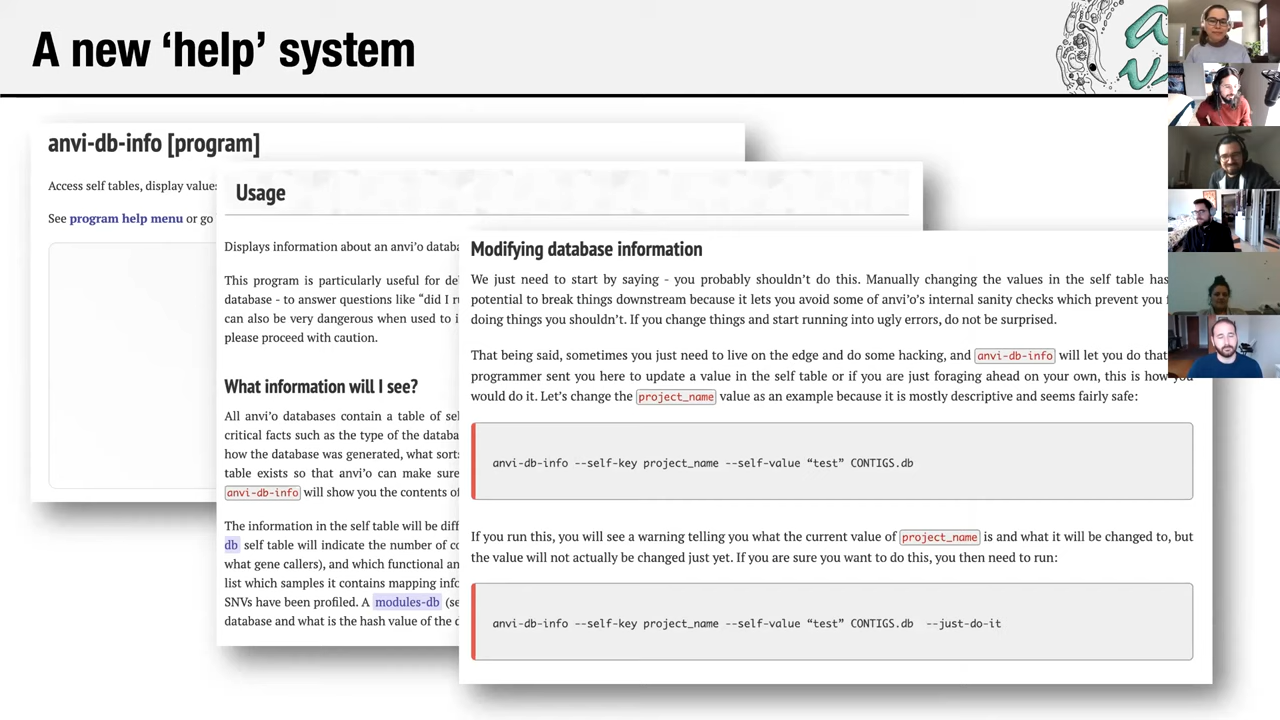 A new ‘help’ system
anvi-db-info [program]
Access self tables, display value
See program help menu or go
Usage
Displays information about an anvi’o databa
This program is particularly useful for de
database - to answer questions like “did I r
can also be very dangerous when used to i
please proceed with caution.
What information will I see?
All anvi’o databases contain a table of sel
critical facts such as the type of the databa
how the database was generated, what sort
table exists so that anvi’o can make sure
anvi-db-info will show you the contents of
The information in the self table will be diff
db self table will indicate the number of co
what gene callers), and which functional an
list which samples it contains mapping info
SNVs have been profiled. A modules-db (se
database and what is the hash value of the d
Modifying database information
We just need to start by saying - you probably shouldn’t do this. Manually changing the values in the self table has
potential to break things downstream because it lets you avoid some of anvi’o’s internal sanity checks which prevent you
doing things you shouldn’t. If you change things and start running into ugly errors, do not be surprised.
That being said, sometimes you just need to live on the edge and do some hacking, and anvi-db-info will let you do that
programmer sent you here to update a value in the self table or if you are just foraging ahead on your own, this is how you
would do it. Let’s change the project_name value as an example because it is mostly descriptive and seems fairly safe:
anvi-db-info --self-key project_name --self-value “test” CONTIGS.db
If you run this, you will see a warning telling you what the current value of project_name is and what it will be changed to, but
the value will not actually be changed just yet. If you are sure you want to do this, you then need to run:
anvi-db-info --self-key project_name --self-value “test” CONTIGS.db --just-do-it